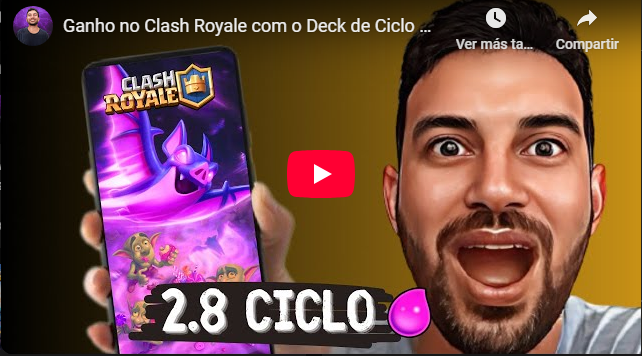 Ganho no Clash Royale com o Deck de Ciclo ...
Ver más ta...
Compartir
CLASH
ROYALE
2.8 CICLO